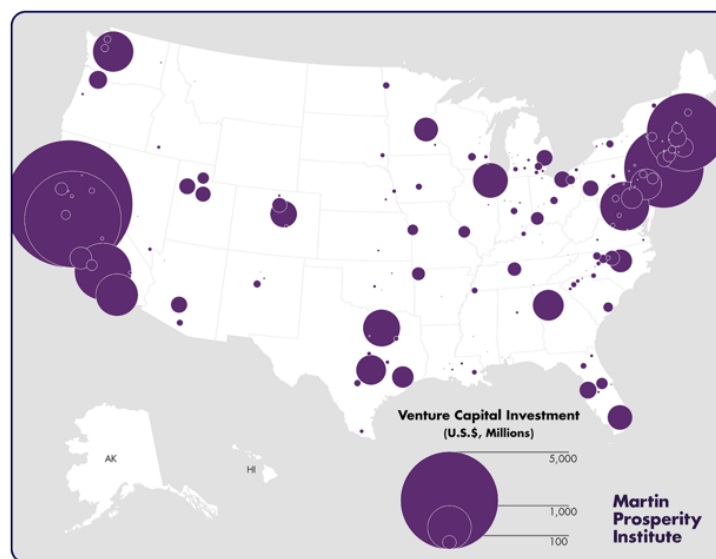 AK
HI
Venture Capital Investment
(U.S.$, Millions)
5,000
1,000
100
Martin
Prosperity
Institute